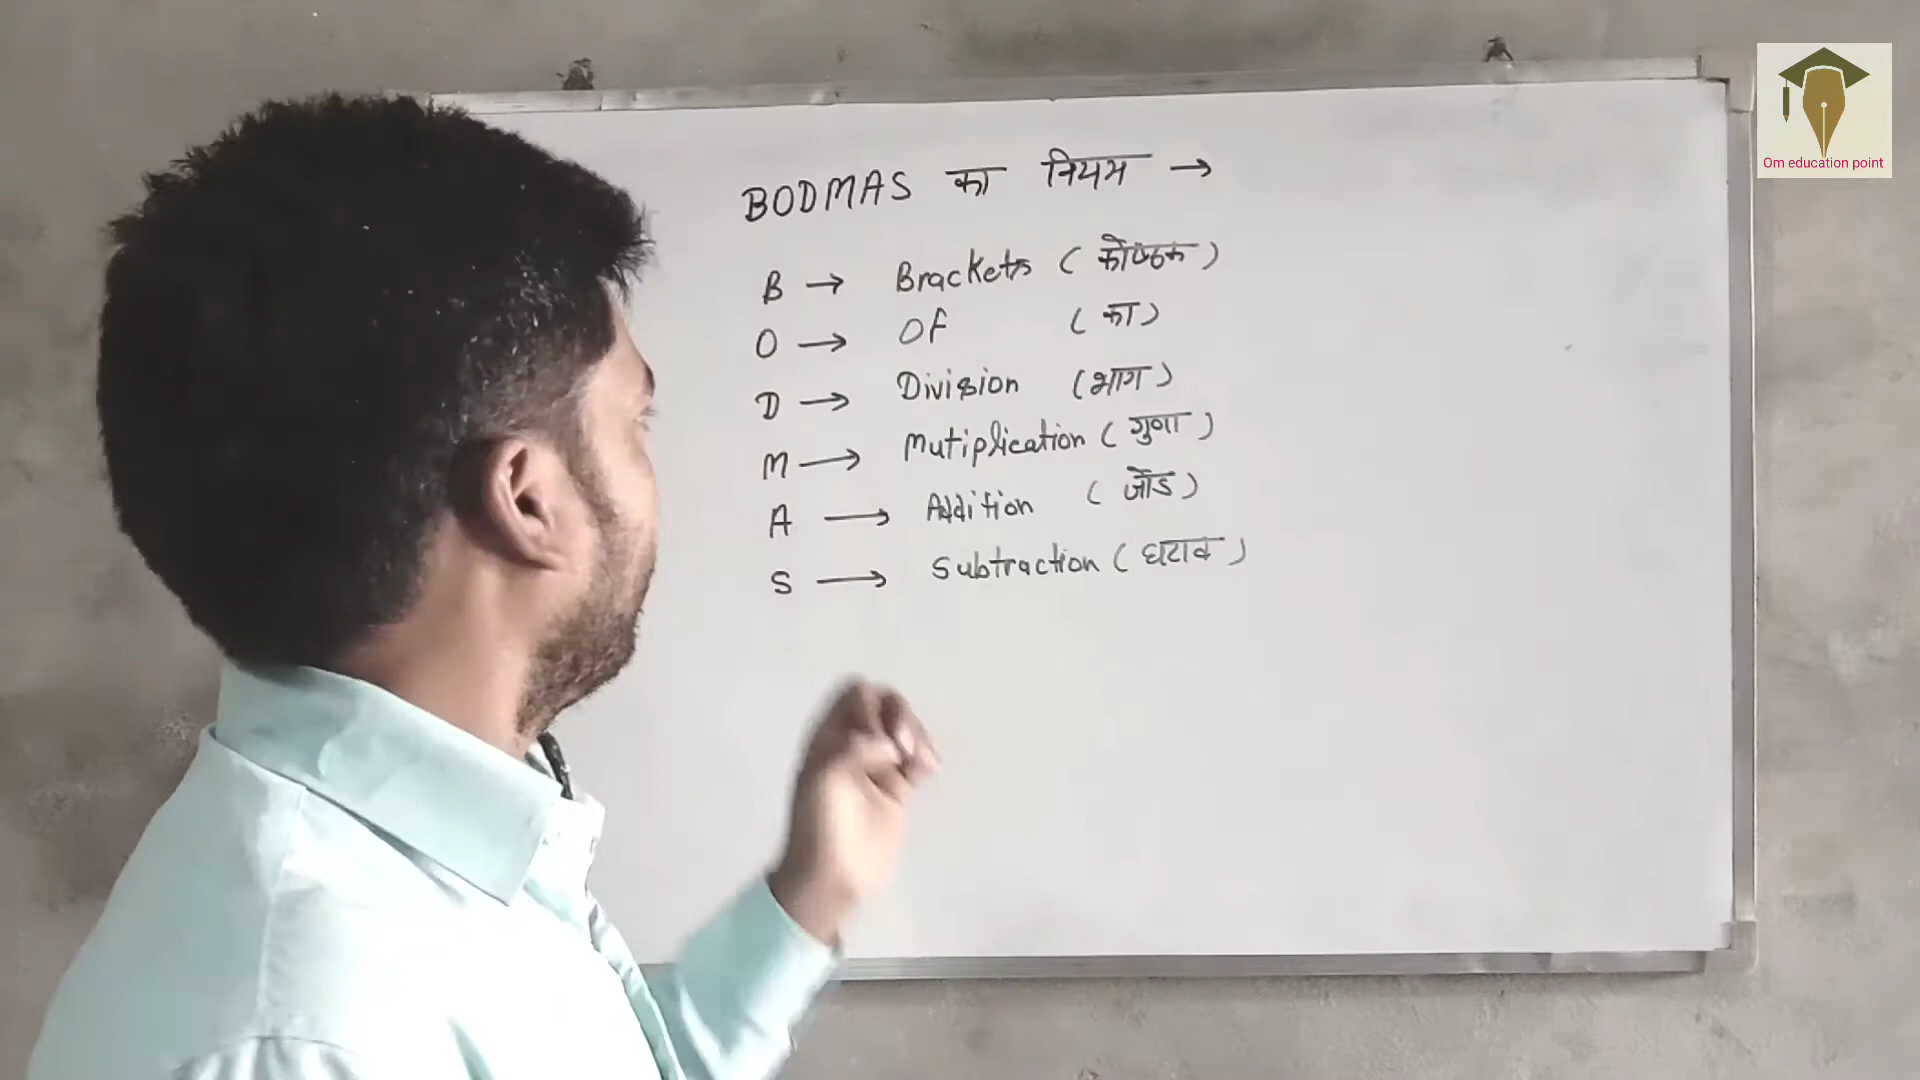 BODMAS का नियम →
B → Brackets (कोष्ठक)
O → Of (का)
D → Division (भाग)
M → Mutiplication (गुणा)
A → Addition (जोड)
S → Subtraction (घटाव)
Om education point